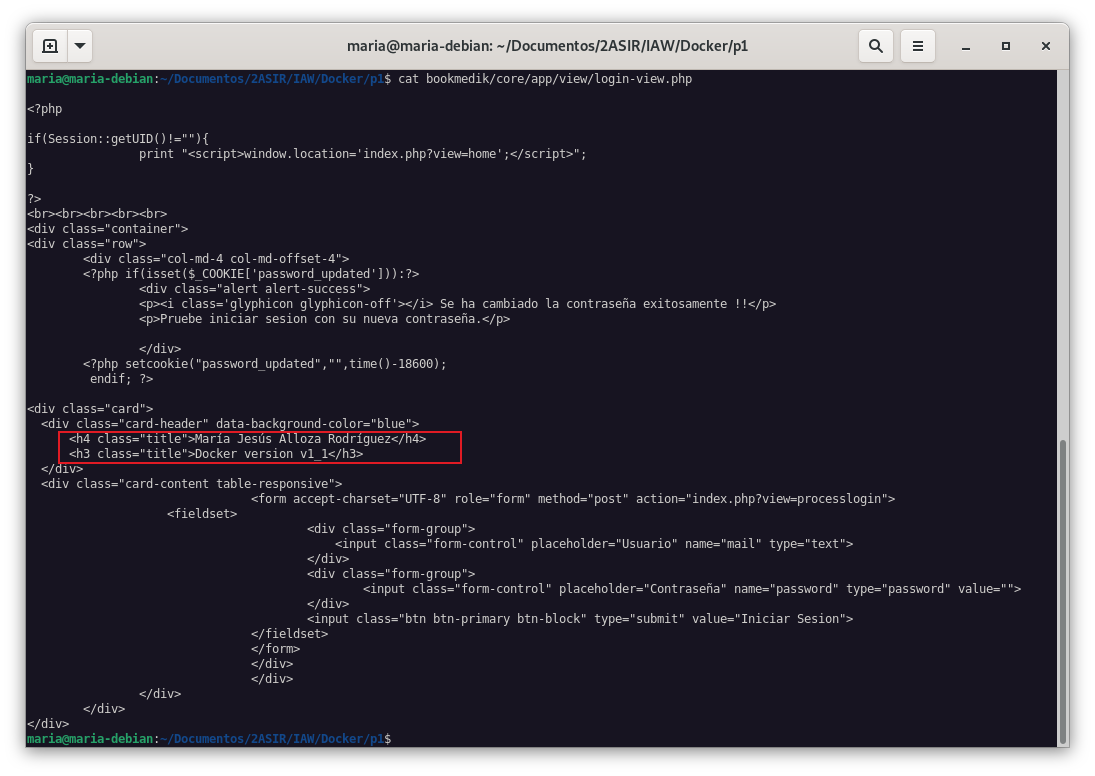 maria@maria-debian: ~/Documentos/2ASIR/IAW/Docker/p1
maria@maria-debian:~/Documentos/2ASIR/IAW/Docker/p1$ cat bookmedik/core/app/view/login-view.php
<?php
if(Session::getUID()!=""){
print "<script>window.location='index.php?view=home';</script>";
}
?>
<br><br><br><br><br>
<div class="container">
<div class="row">
<div class="col-md-4 col-md-offset-4">
<?php if(isset($_COOKIE['password_updated'])):?>
<div class="alert alert-success">
<p><i class='glyphicon glyphicon-off'></i> Se ha cambiado la contraseña exitosamente !!</p>
<p>Pruebe iniciar sesion con su nueva contraseña.</p>
</div>
<?php setcookie("password_updated","",time()-18600);
endif; ?>
<div class="card">
<div class="card-header" data-background-color="blue">
<h4 class="title">María Jesús Alloza Rodríguez</h4>
<h3 class="title">Docker version v1_1</h3>
</div>
<div class="card-content table-responsive">
<form accept-charset="UTF-8" role="form" method="post" action="index.php?view=processlogin">
<fieldset>
<div class="form-group">
<input class="form-control" placeholder="Usuario" name="mail" type="text">
</div>
<div class="form-group">
<input class="form-control" placeholder="Contraseña" name="password" type="password" value="">
</div>
<input class="btn btn-primary btn-block" type="submit" value="Iniciar Sesion">
</fieldset>
</form>
</div>
</div>
</div>
</div>
</div>
maria@maria-debian:~/Documentos/2ASIR/IAW/Docker/p1$